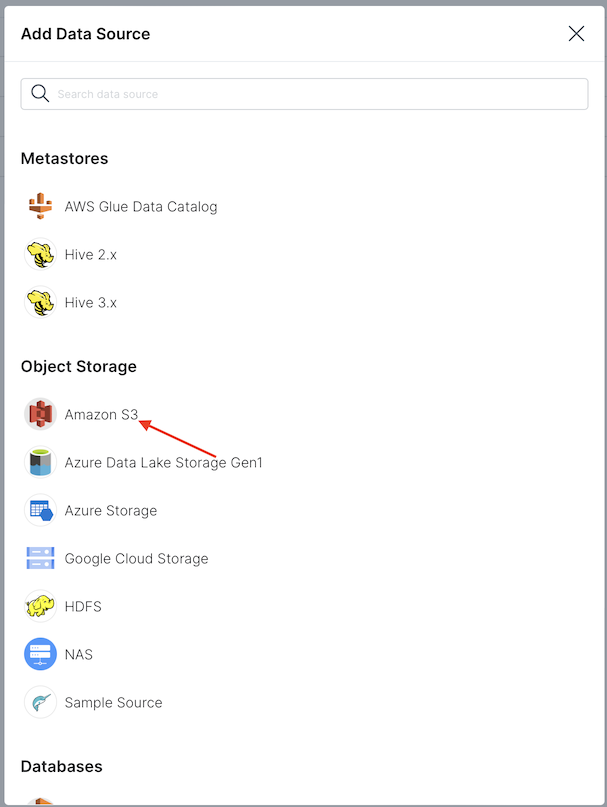 Add Data Source
Search data source
Metastores
AWS Glue Data Catalog
Hive 2.x
Hive 3.x
Object Storage
Amazon S3
Azure Data Lake Storage Gen1
Azure Storage
Google Cloud Storage
HDFS
NAS
Sample Source
Databases